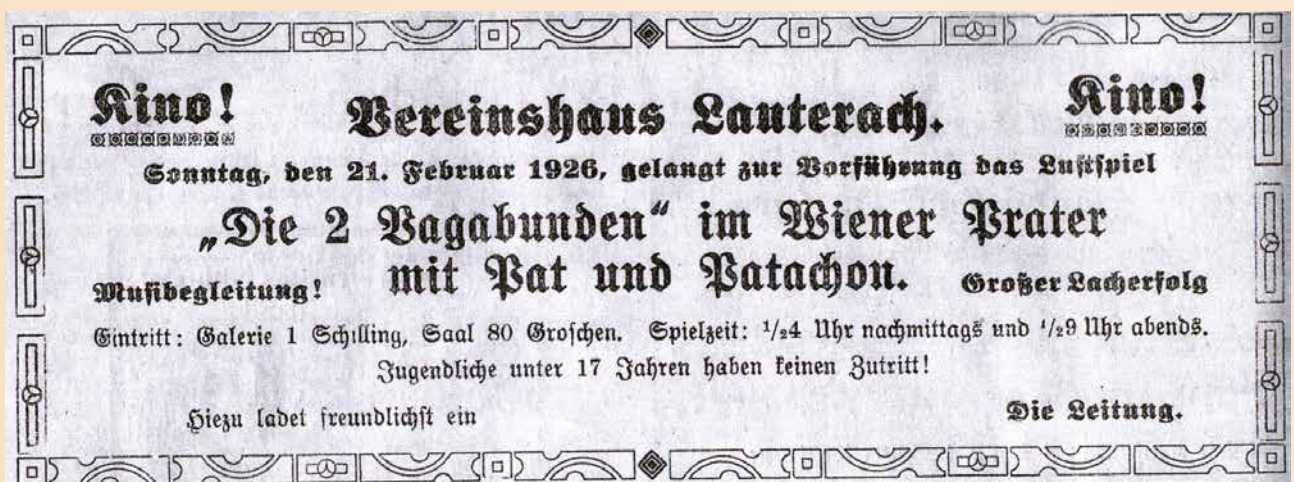 Kino! Vereinshaus Lauterach. Kino!
Sonntag, den 21. Februar 1926, gelangt zur Vorführung das Lustspiel
„Die 2 Vagabunden“ im Wiener Prater
Musikbegleitung! mit Pat und Patachon. Großer Lacherfolg
Eintritt: Galerie 1 Schilling, Saal 80 Groschen. Spielzeit: 1/24 Uhr nachmittags und 1/29 Uhr abends.
Jugendliche unter 17 Jahren haben keinen Zutritt!
Hiezu ladet freundlichst ein Die Leitung.